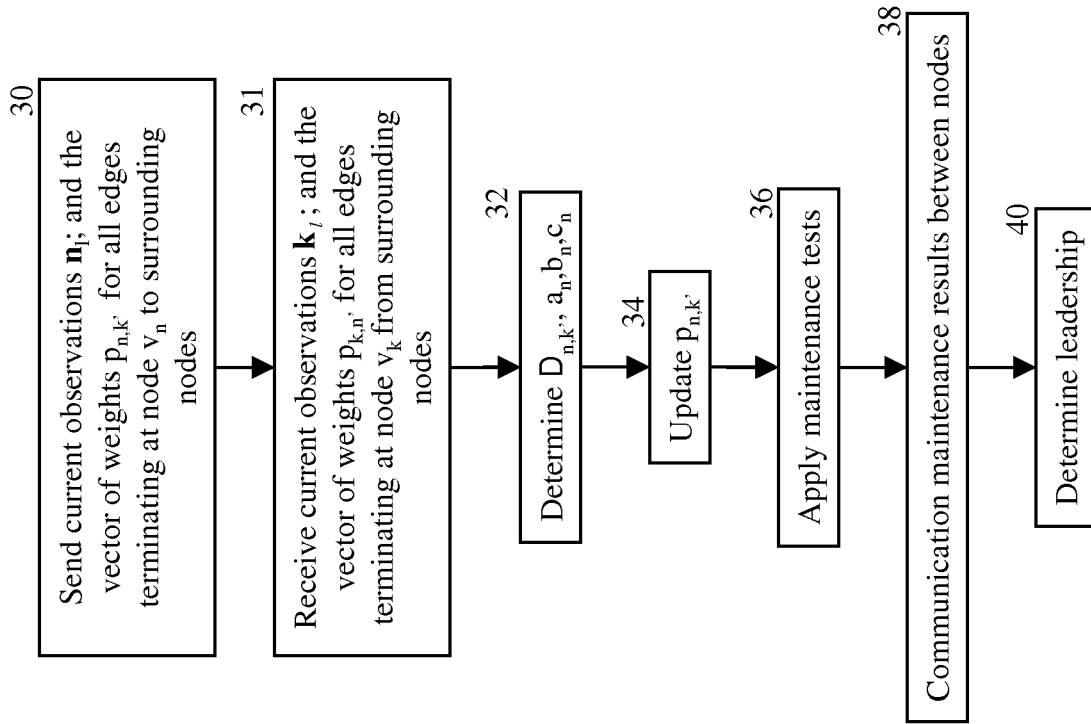 30
Send current observations n_l; and the
vector of weights p_n,k' for all edges
terminating at node v_n to surrounding
nodes
31
Receive current observations k_l; and the
vector of weights p_k,n' for all edges
terminating at node v_k from surrounding
nodes
32
Determine D_n,k', a_n,b_n,c_n
34
Update p_n,k'
36
Apply maintenance tests
38
Communication maintenance results between nodes
40
Determine leadership